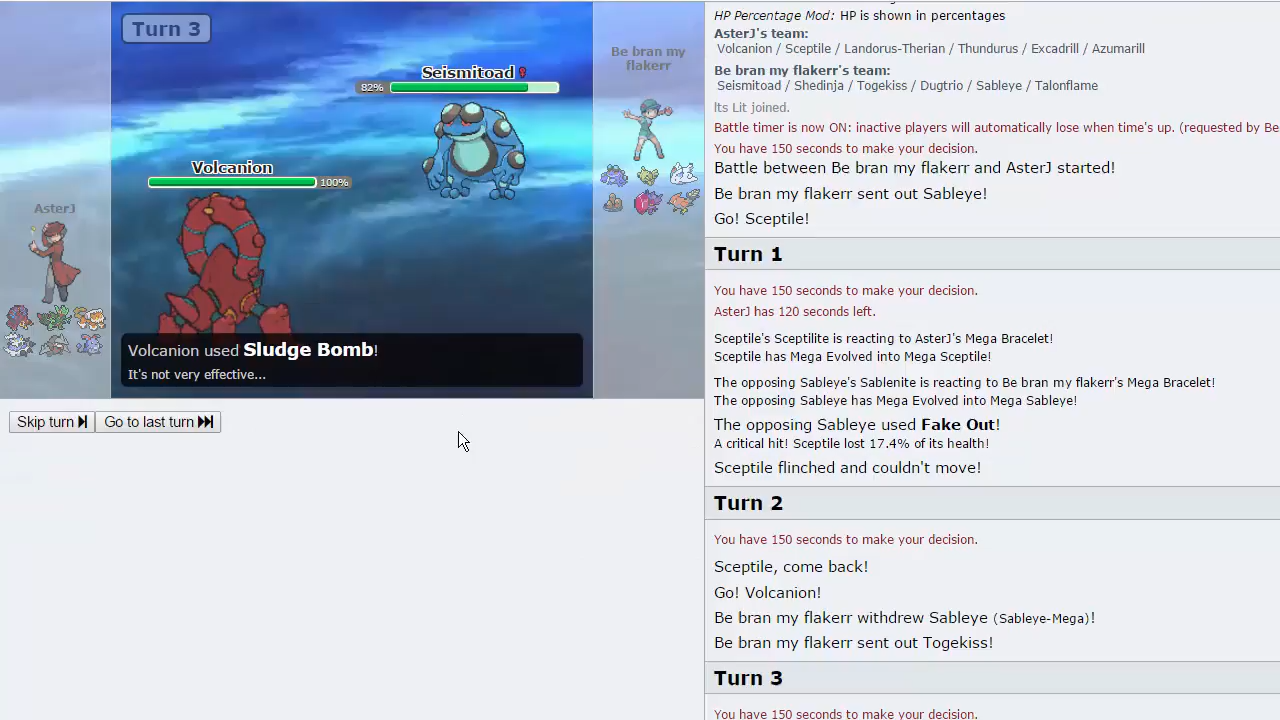 Turn 3
Be bran my
flakerr
Seismitoad
82%
Volcanion
100%
AsterJ
Volcanion used Sludge Bomb!
It's not very effective...
Skip turn
Go to last turn
HP Percentage Mod: HP is shown in percentages
AsterJ's team:
Volcanion / Sceptile / Landorus-Therian / Thundurus / Excadrill / Azumarill
Be bran my flakerr's team:
Seismitoad / Shedinja / Togekiss / Dugtrio / Sableye / Talonflame
Its Lit joined.
Battle timer is now ON: inactive players will automatically lose when time's up. (requested by Be
You have 150 seconds to make your decision.
Battle between Be bran my flakerr and AsterJ started!
Be bran my flakerr sent out Sableye!
Go! Sceptile!
Turn 1
You have 150 seconds to make your decision.
AsterJ has 120 seconds left.
Sceptile's Sceptilite is reacting to AsterJ's Mega Bracelet!
Sceptile has Mega Evolved into Mega Sceptile!
The opposing Sableye's Sablenite is reacting to Be bran my flakerr's Mega Bracelet!
The opposing Sableye has Mega Evolved into Mega Sableye!
The opposing Sableye used Fake Out!
A critical hit! Sceptile lost 17.4% of its health!
Sceptile flinched and couldn't move!
Turn 2
You have 150 seconds to make your decision.
Sceptile, come back!
Go! Volcanion!
Be bran my flakerr withdrew Sableye (Sableye-Mega)!
Be bran my flakerr sent out Togekiss!
Turn 3
You have 150 seconds to make your decision.